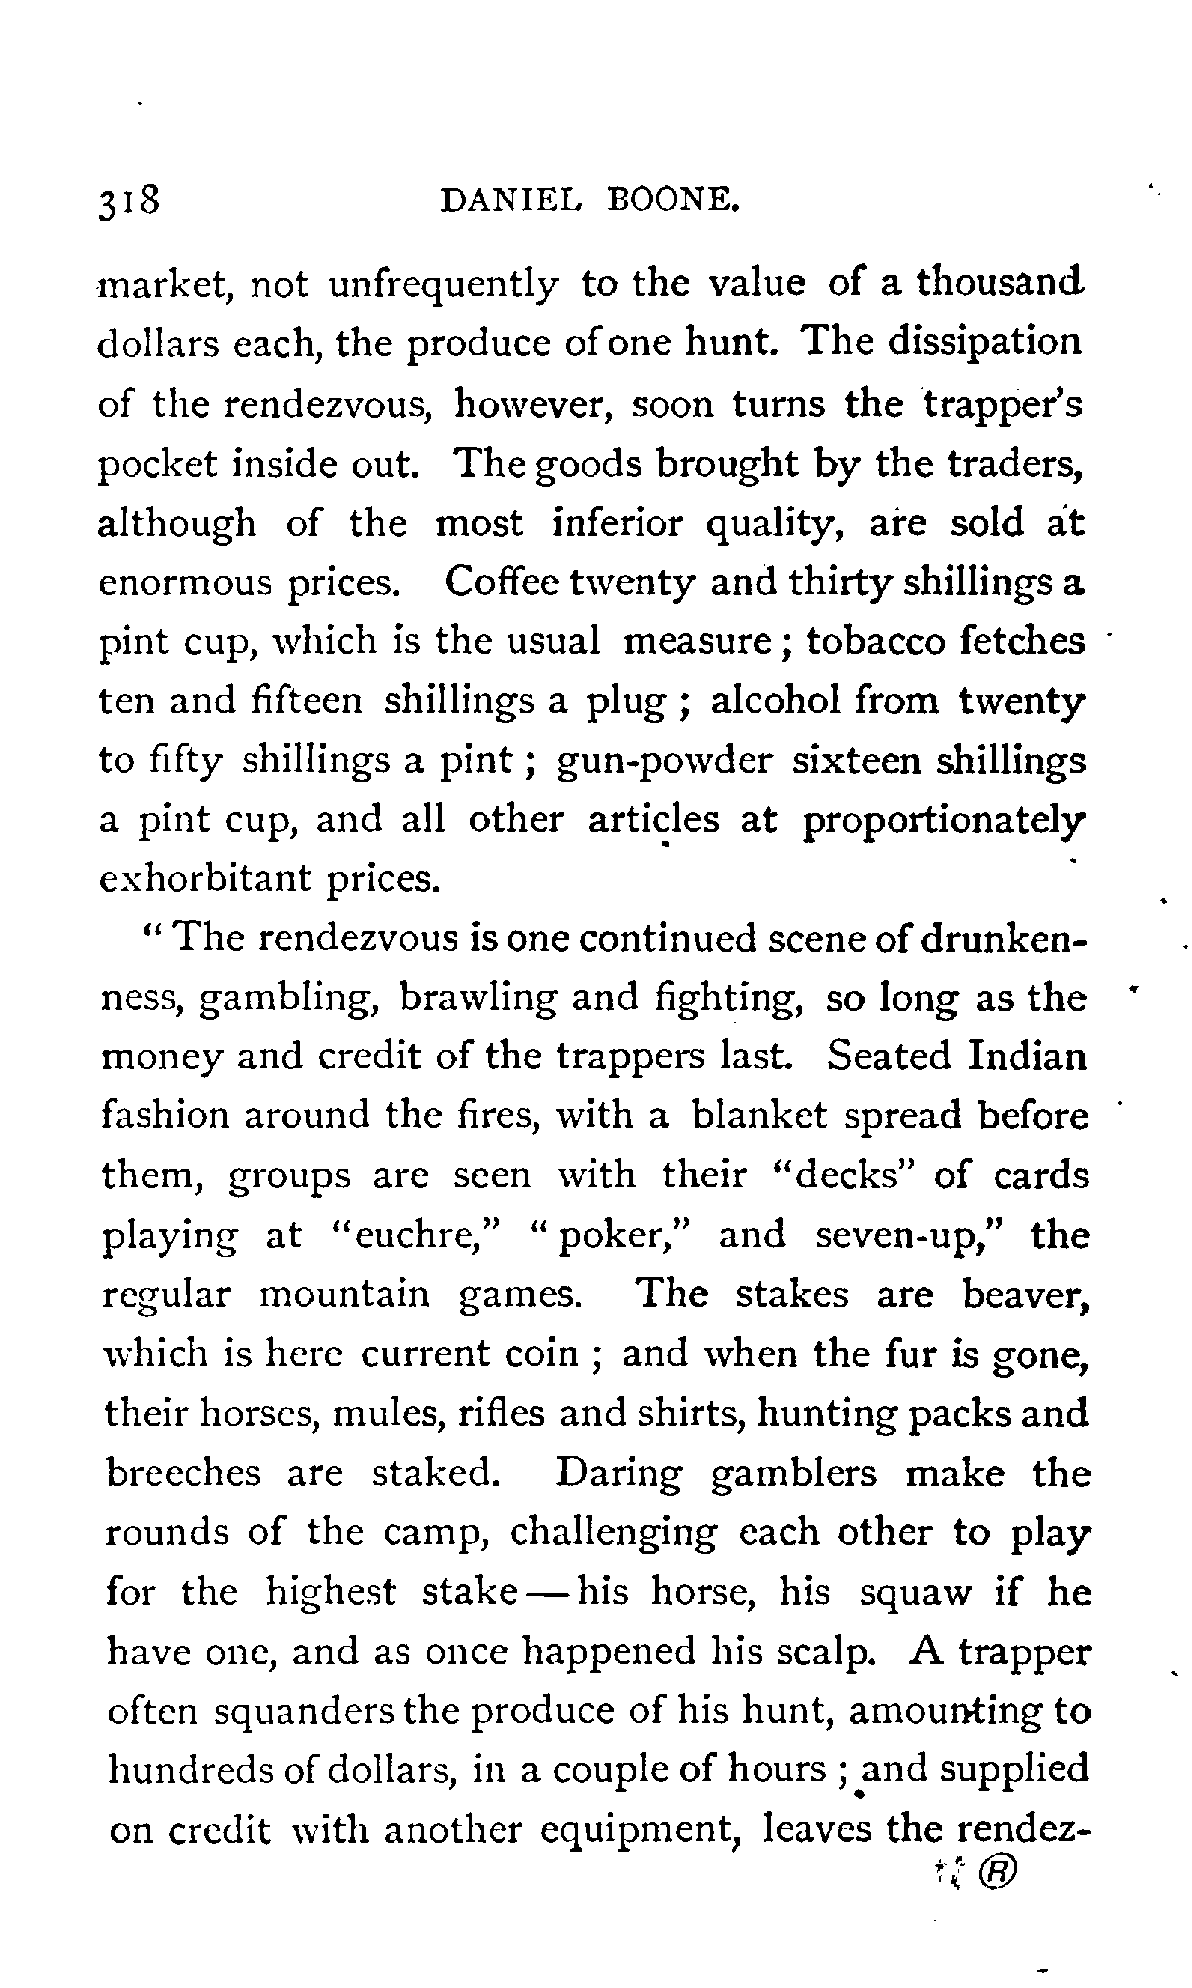 318 DANIEL BOONE.
market, not unfrequently to the value of a thousand
dollars each, the produce of one hunt. The dissipation
of the rendezvous, however, soon turns the trapper's
pocket inside out. The goods brought by the traders,
although of the most inferior quality, are sold at
enormous prices. Coffee twenty and thirty shillings a
pint cup, which is the usual measure; tobacco fetches
ten and fifteen shillings a plug; alcohol from twenty
to fifty shillings a pint; gun-powder sixteen shillings
a pint cup, and all other articles at proportionately
exhorbitant prices.
"The rendezvous is one continued scene of drunken-
ness, gambling, brawling and fighting, so long as the
money and credit of the trappers last. Seated Indian
fashion around the fires, with a blanket spread before
them, groups are seen with their "decks" of cards
playing at "euchre," "poker," and seven-up," the
regular mountain games. The stakes are beaver,
which is here current coin; and when the fur is gone,
their horses, mules, rifles and shirts, hunting packs and
breeches are staked. Daring gamblers make the
rounds of the camp, challenging each other to play
for the highest stake—his horse, his squaw if he
have one, and as once happened his scalp. A trapper
often squanders the produce of his hunt, amounting to
hundreds of dollars, in a couple of hours; and supplied
on credit with another equipment, leaves the rendez-
®